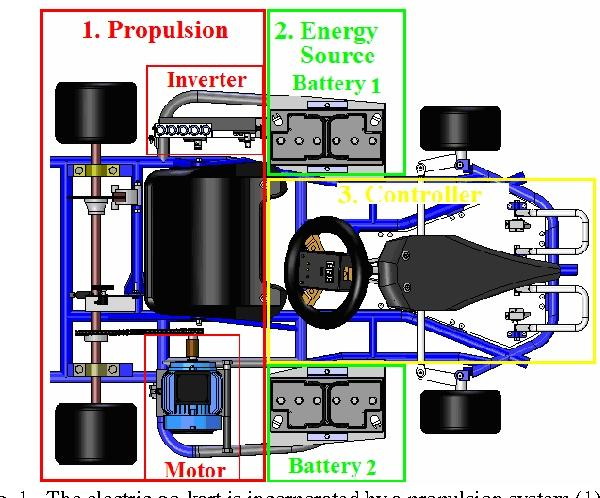 1. Propulsion
2. Energy
Source
Inverter
Battery 1
3. Controller
Motor
Battery 2
1. The electric go-kart is incorporated by a propulsion system (1)